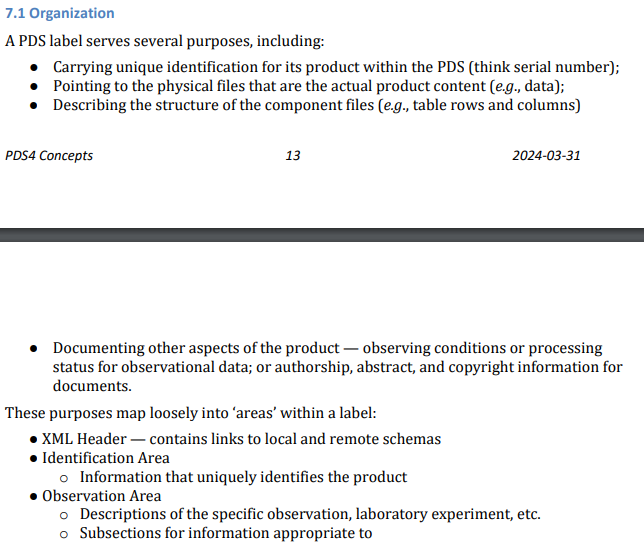 7.1 Organization
A PDS label serves several purposes, including:
● Carrying unique identification for its product within the PDS (think serial number);
● Pointing to the physical files that are the actual product content (e.g., data);
● Describing the structure of the component files (e.g., table rows and columns)
PDS4 Concepts 13 2024-03-31
● Documenting other aspects of the product — observing conditions or processing
status for observational data; or authorship, abstract, and copyright information for
documents.
These purposes map loosely into ‘areas’ within a label:
● XML Header — contains links to local and remote schemas
● Identification Area
o Information that uniquely identifies the product
● Observation Area
o Descriptions of the specific observation, laboratory experiment, etc.
o Subsections for information appropriate to